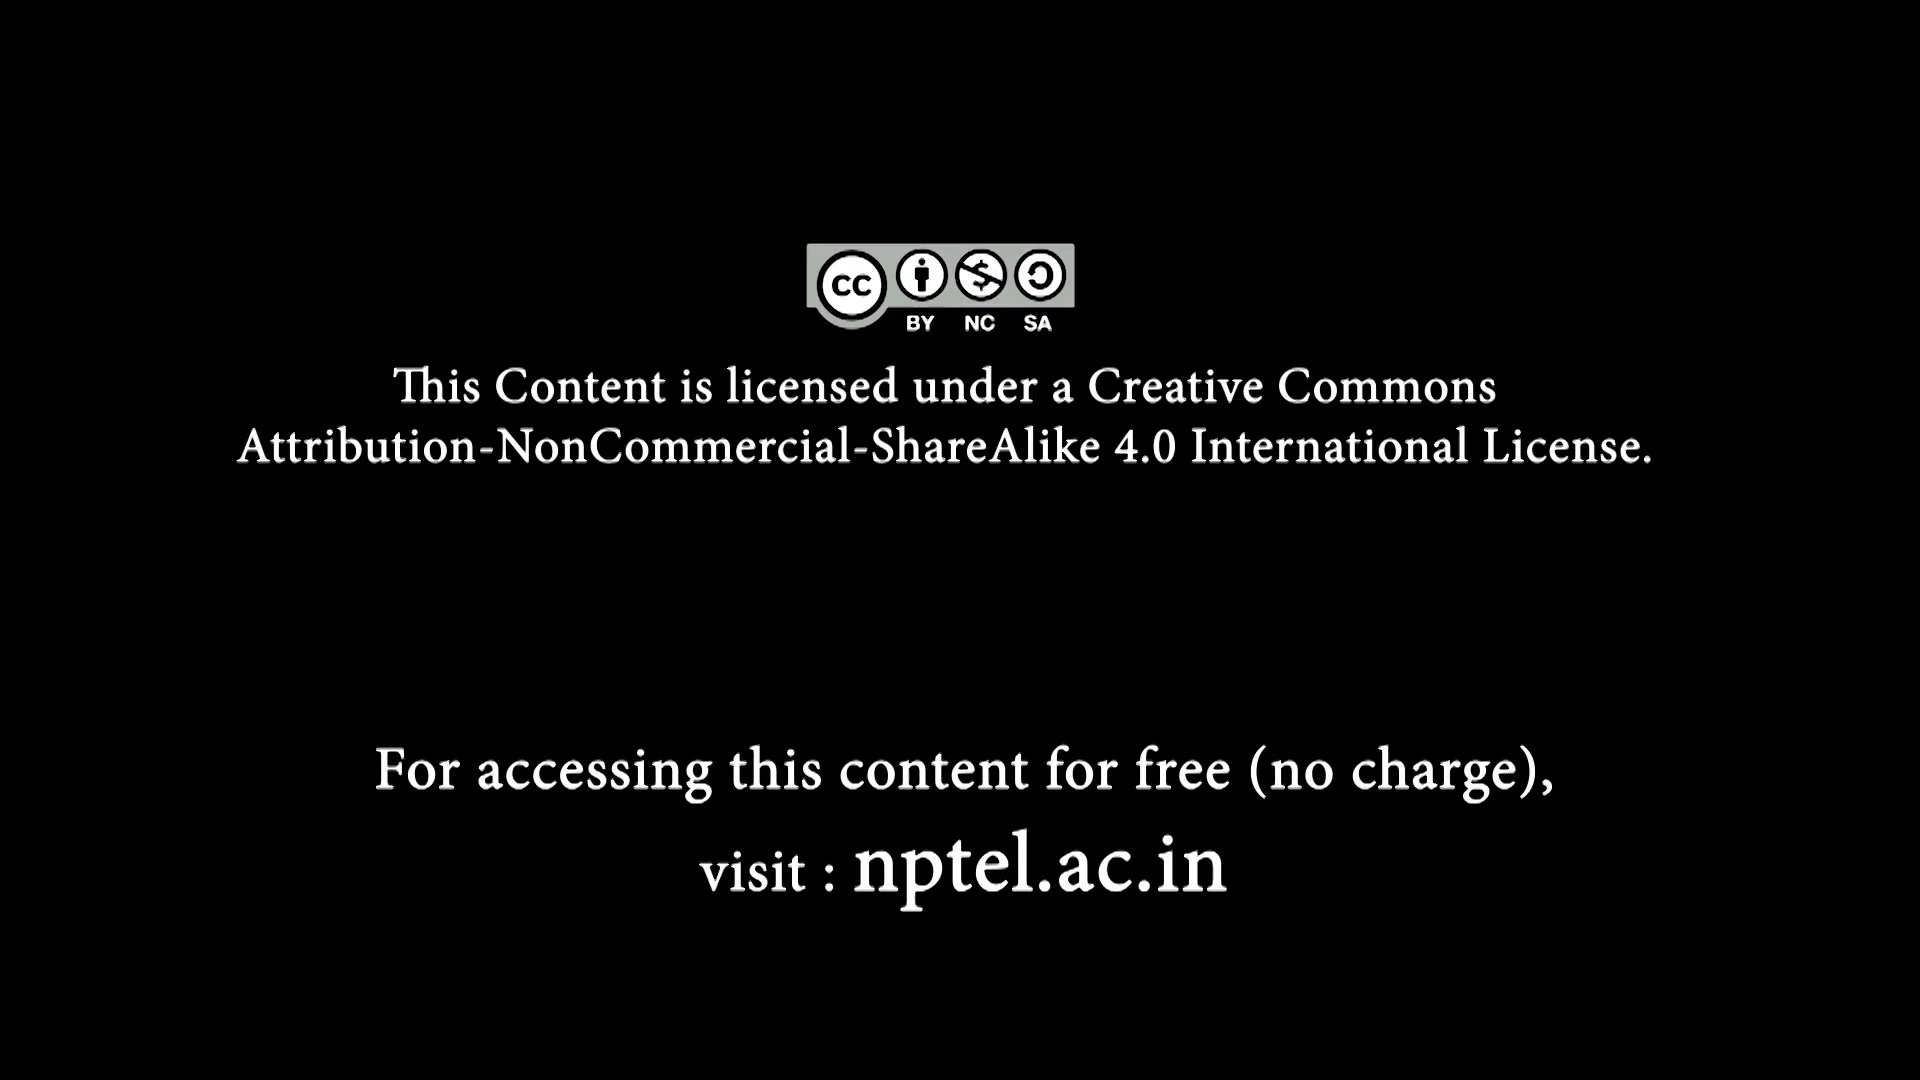 CC
BY NC SA
This Content is licensed under a Creative Commons
Attribution-NonCommercial-ShareAlike 4.0 International License.
For accessing this content for free (no charge),
visit : nptel.ac.in